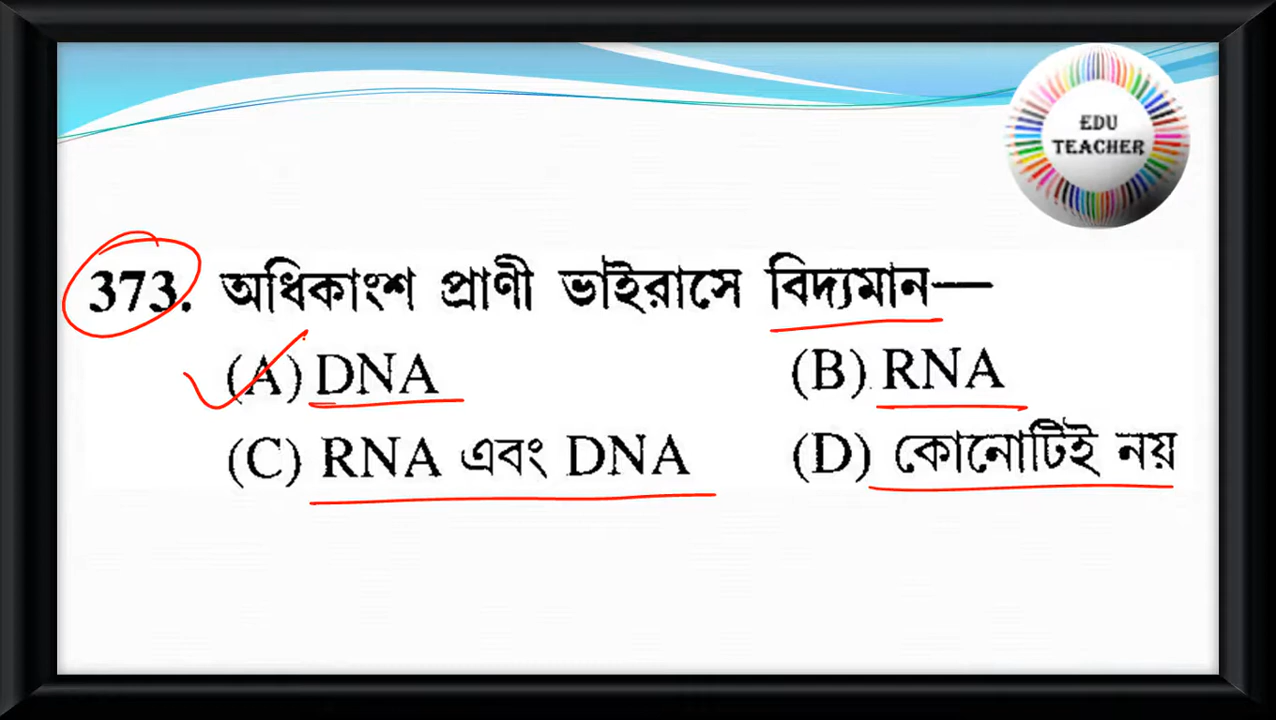 EDU
TEACHER
373. অধিকাংশ প্রাণী ভাইরাসে বিদ্যমান—
(A) DNA (B) RNA
(C) RNA এবং DNA (D) কোনোটিই নয়